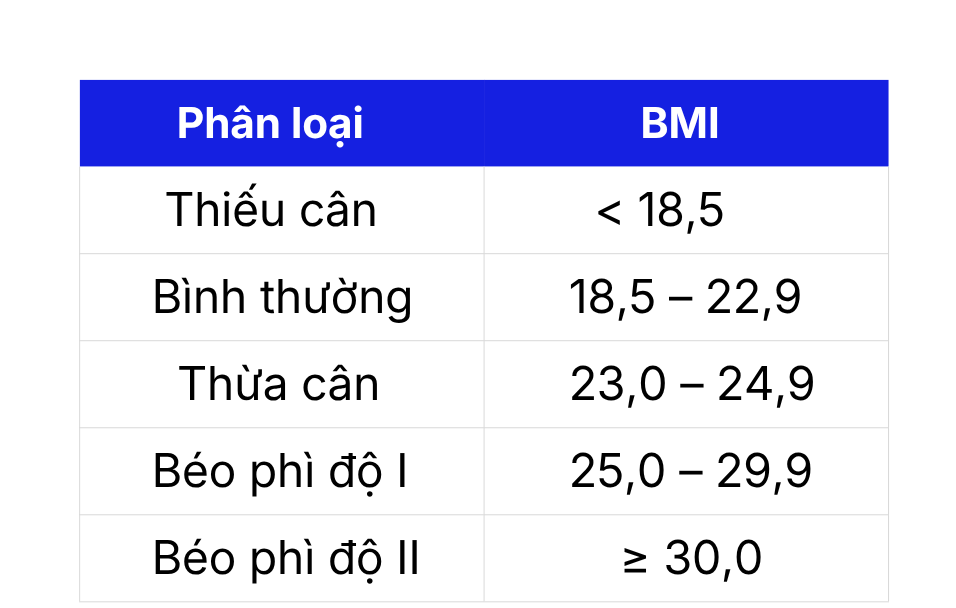 Phân loại BMI
Thiếu cân < 18,5
Bình thường 18,5 – 22,9
Thừa cân 23,0 – 24,9
Béo phì độ I 25,0 – 29,9
Béo phì độ II ≥ 30,0